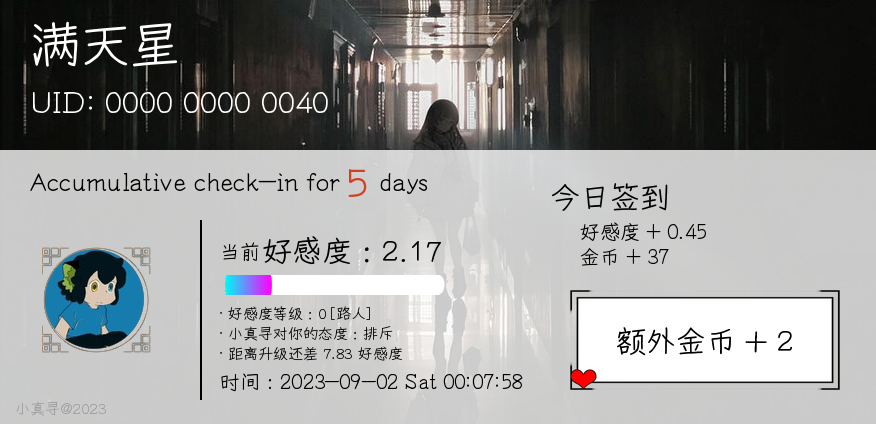 满天星
UID: 0000 0000 0040
Accumulative check-in for 5 days
当前好感度：2.17
·好感度等级：0 [路人]
·小真寻对你的态度：排斥
·距离升级还差 7.83 好感度
时间：2023-09-02 Sat 00:07:58
今日签到
好感度 + 0.45
金币 + 37
额外金币 + 2
小真寻@2023